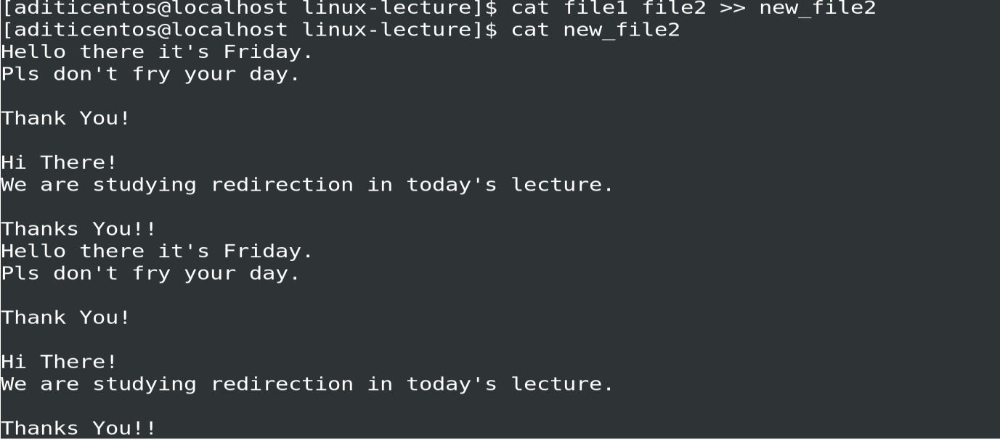 [aditicentos@localhost linux-lecture]$ cat file1 file2 >> new_file2
[aditicentos@localhost linux-lecture]$ cat new_file2
Hello there it's Friday.
Pls don't fry your day.
Thank You!
Hi There!
We are studying redirection in today's lecture.
Thanks You!!
Hello there it's Friday.
Pls don't fry your day.
Thank You!
Hi There!
We are studying redirection in today's lecture.
Thanks You!!